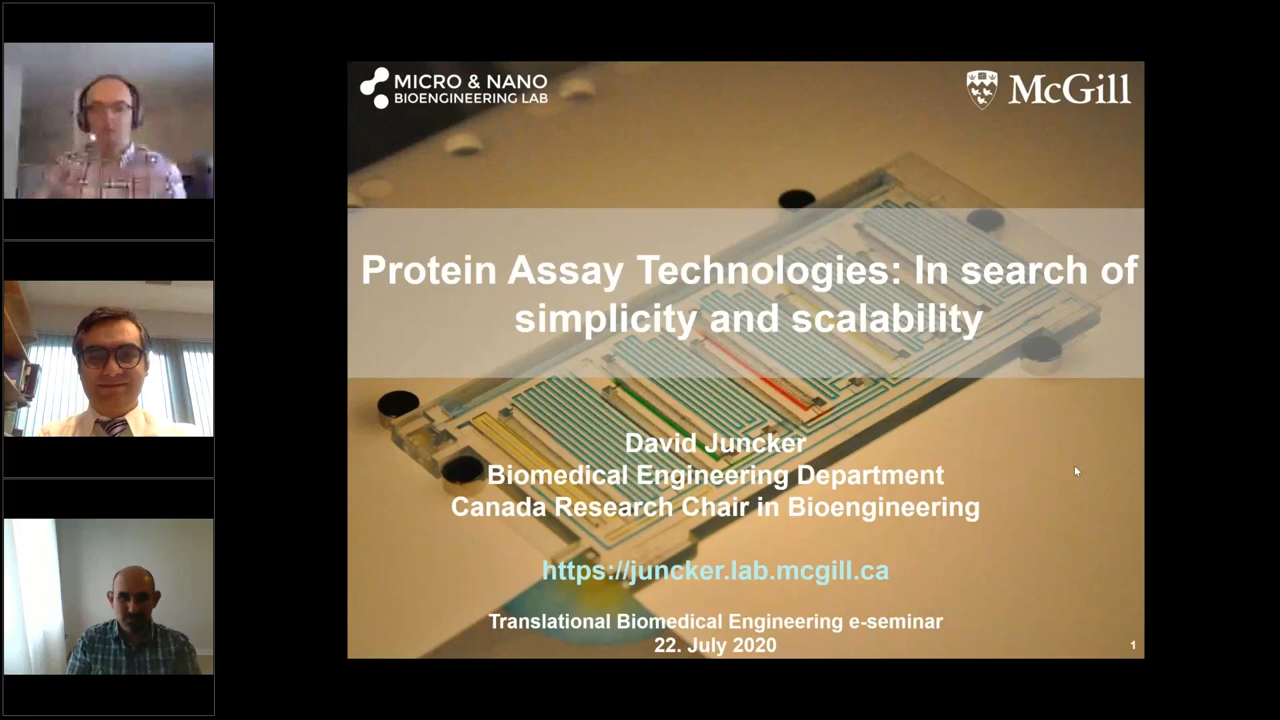 MICRO & NANO
BIOENGINEERING LAB
McGill
Protein Assay Technologies: In search of
simplicity and scalability
David Juncker
Biomedical Engineering Department
Canada Research Chair in Bioengineering
https://juncker.lab.mcgill.ca
Translational Biomedical Engineering e-seminar
22. July 2020
1